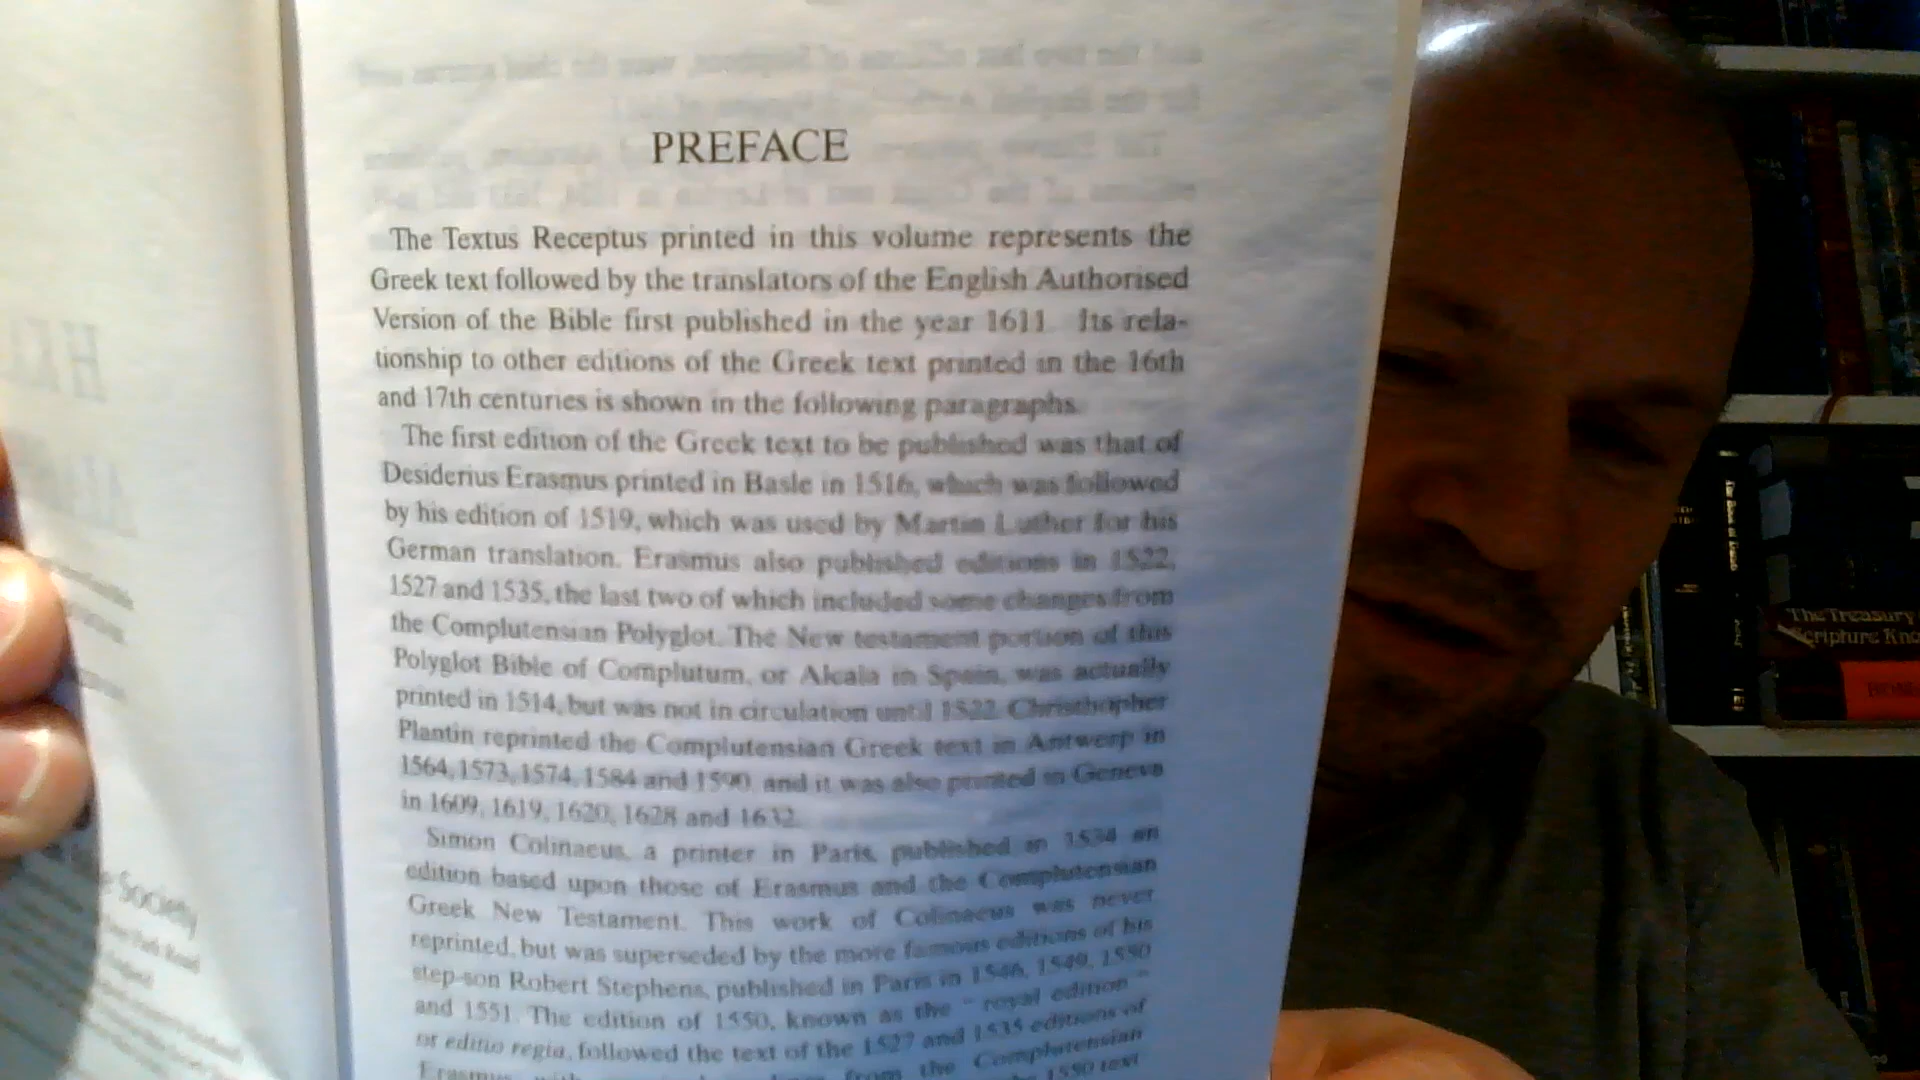 PREFACE
The Textus Receptus printed in this volume represents the
Greek text followed by the translators of the English Authorised
Version of the Bible first published in the year 1611. Its rela-
tionship to other editions of the Greek text printed in the 16th
and 17th centuries is shown in the following paragraphs.
The first edition of the Greek text to be published was that of
Desiderius Erasmus printed in Basle in 1516, which was followed
by his edition of 1519, which was used by Martin Luther for his
German translation. Erasmus also published editions in 1522,
1527 and 1535, the last two of which included some changes from
the Complutensian Polyglot. The New testament portion of this
Polyglot Bible of Complutum, or Alcala in Spain, was actually
printed in 1514, but was not in circulation until 1522. Christhopher
Plantin reprinted the Complutensian Greek text in Antwerp in
1564, 1573, 1574, 1584 and 1590, and it was also printed in Geneva
in 1609, 1619, 1620, 1628 and 1632.
Simon Colinaeus, a printer in Paris, published in 1534 an
edition based upon those of Erasmus and the Complutensian
Greek New Testament. This work of Colinaeus was never
reprinted, but was superseded by the more famous editions of his
step-son Robert Stephens, published in Paris in 1546, 1549, 1550
and 1551. The edition of 1550, known as the "royal edition"
or editio regia, followed the text of the 1527 and 1535 editions of
Erasmus, with from the Complutensian
1550 text
Society
The Treasury
Scripture Kno